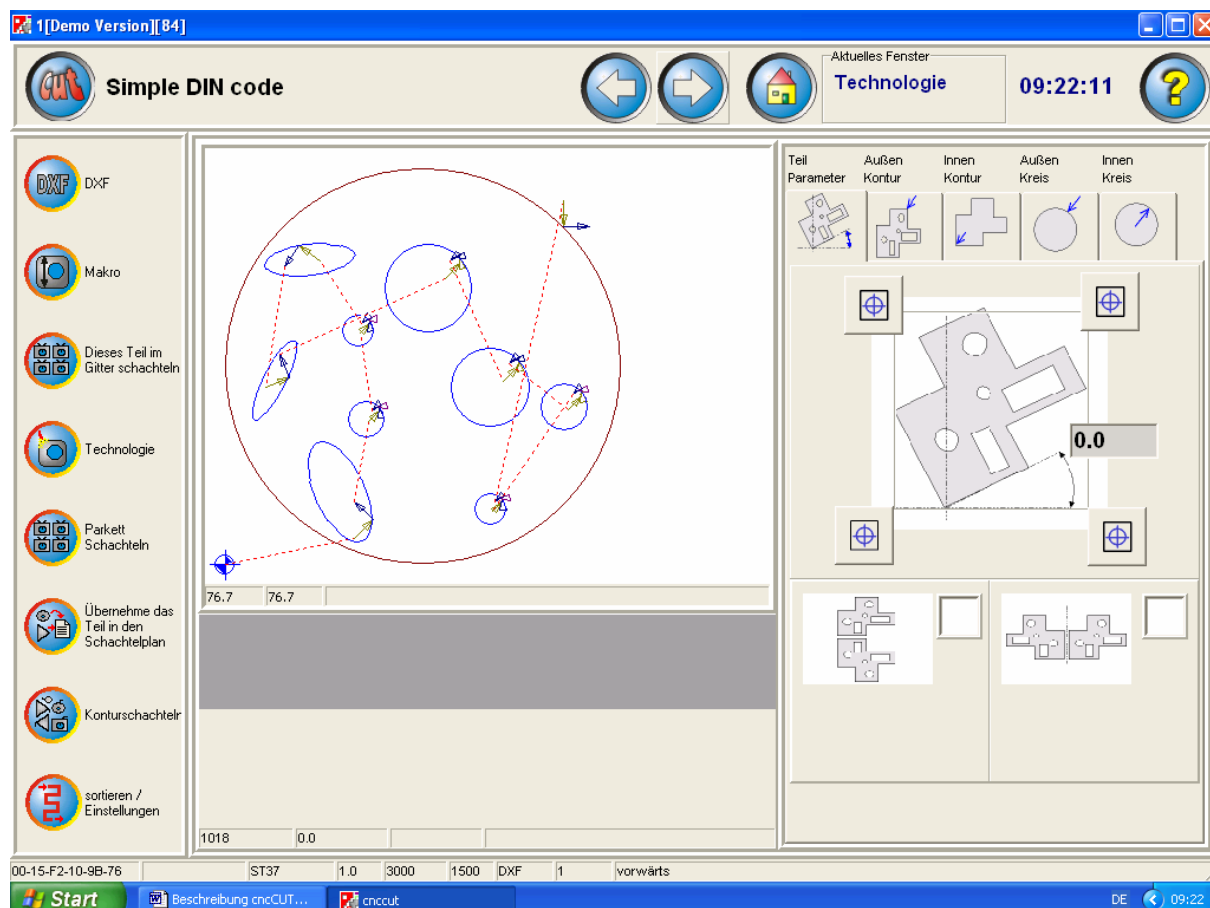 1[Demo Version][84]
cut
Simple DIN code
Aktuelles Fenster
Technologie
09:22:11
?
DXF
DXF
Makro
Dieses Teil im
Gitter schachteln
Technologie
Parkett
Schachteln
Übernehme das
Teil in den
Schachtelplan
Konturschachteln
sortieren /
Einstellungen
76.7 76.7
1018 0.0
Teil Außen Innen Außen Innen
Parameter Kontur Kontur Kreis Kreis
0.0
00-15-F2-10-9B-76 ST37 1.0 3000 1500 DXF 1 vorwärts
Start Beschreibung cncCUT... cnccut DE 09:22